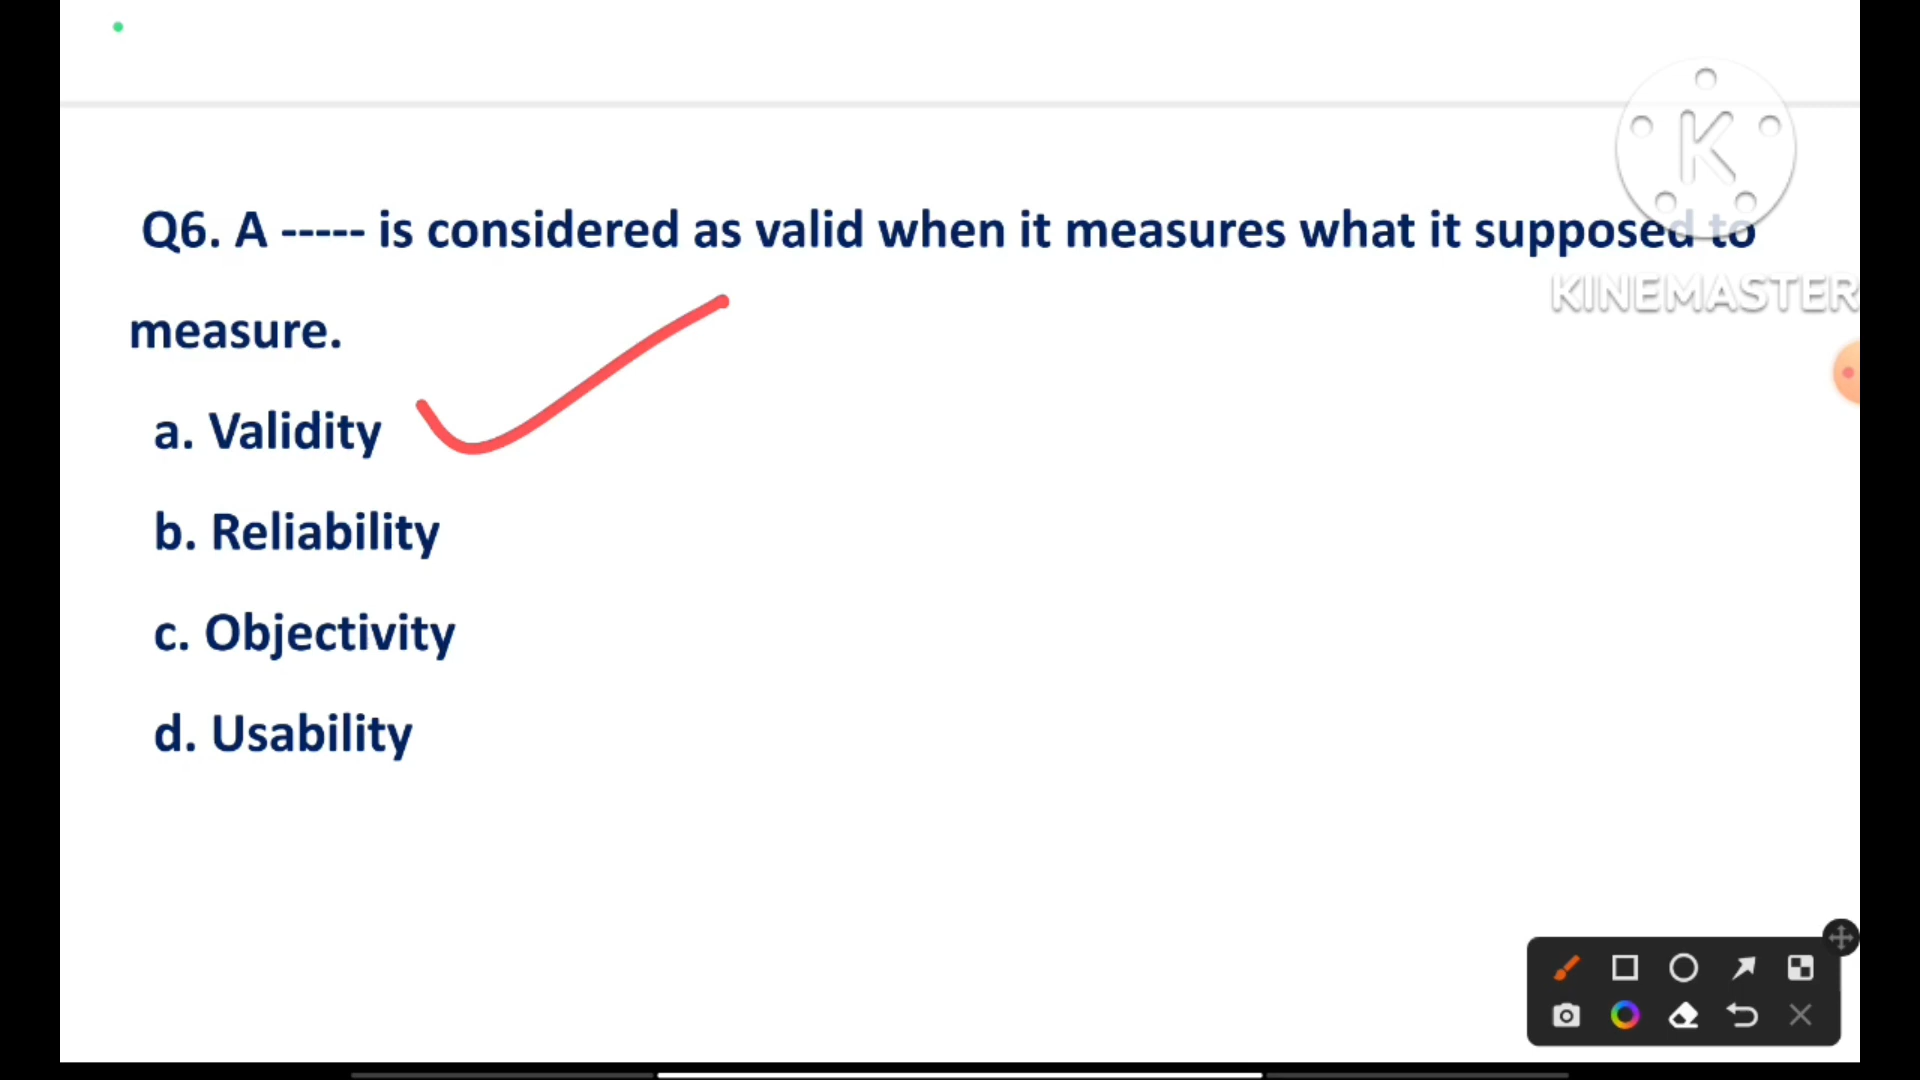 Q6. A ----- is considered as valid when it measures what it supposed to
measure.
a. Validity
b. Reliability
c. Objectivity
d. Usability
K
KINEMASTER